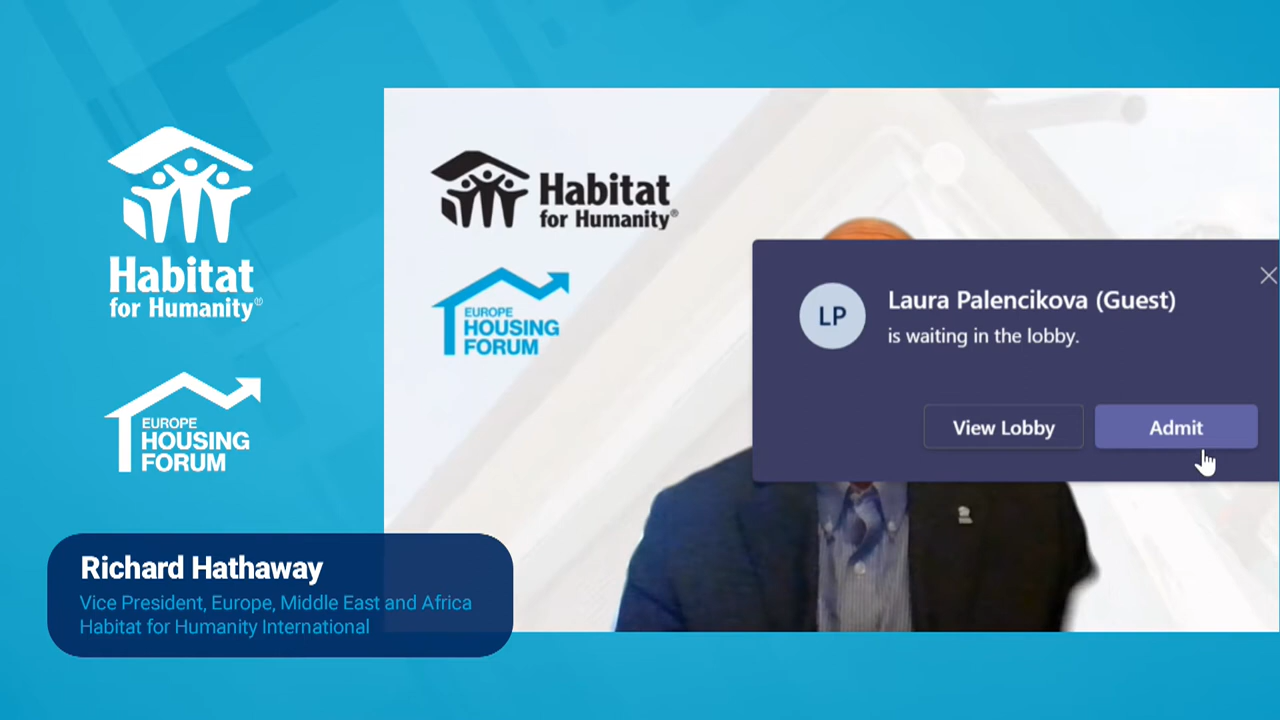 Habitat
for Humanity®
EUROPE
HOUSING
FORUM
Habitat
for Humanity®
EUROPE
HOUSING
FORUM
LP
Laura Palencikova (Guest)
is waiting in the lobby.
View Lobby
Admit
Richard Hathaway
Vice President, Europe, Middle East and Africa
Habitat for Humanity International